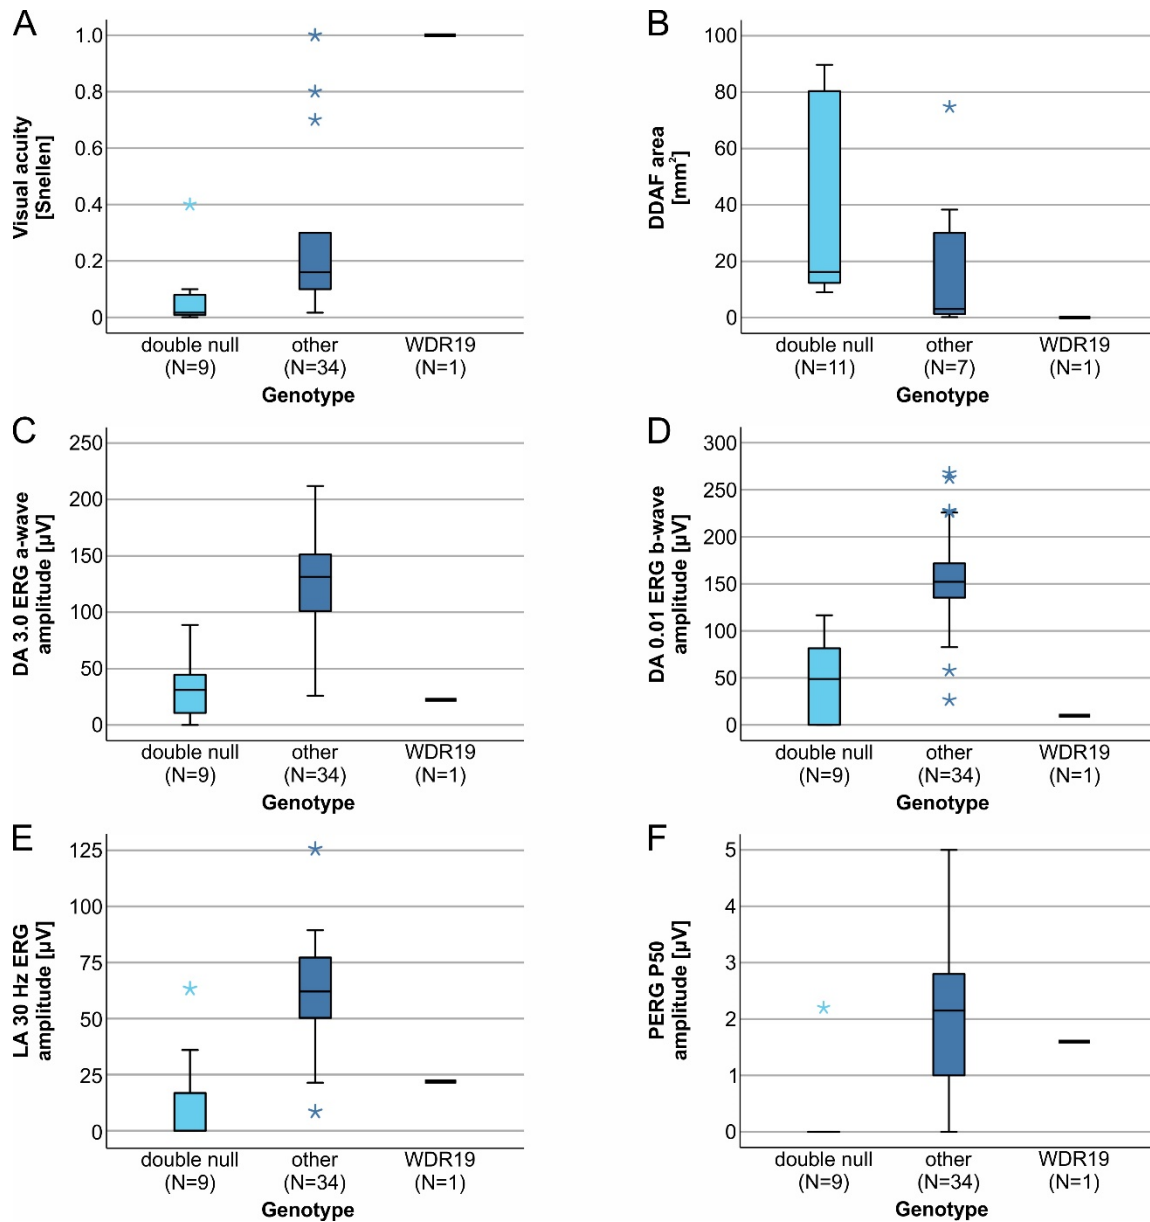 A
Visual acuity
[Snellen]
1.0
0.8
0.6
0.4
0.2
0
double null
(N=9)
other
(N=34)
WDR19
(N=1)
Genotype
B
DDAF area
[mm²]
100
80
60
40
20
0
double null
(N=11)
other
(N=7)
WDR19
(N=1)
Genotype
C
DA 3.0 ERG a-wave
amplitude [µV]
250
200
150
100
50
0
double null
(N=9)
other
(N=34)
WDR19
(N=1)
Genotype
D
DA 0.01 ERG b-wave
amplitude [µV]
300
250
200
150
100
50
0
double null
(N=9)
other
(N=34)
WDR19
(N=1)
Genotype
E
LA 30 Hz ERG
amplitude [µV]
125
100
75
50
25
0
double null
(N=9)
other
(N=34)
WDR19
(N=1)
Genotype
F
PERG P50
amplitude [µV]
5
4
3
2
1
0
double null
(N=9)
other
(N=34)
WDR19
(N=1)
Genotype